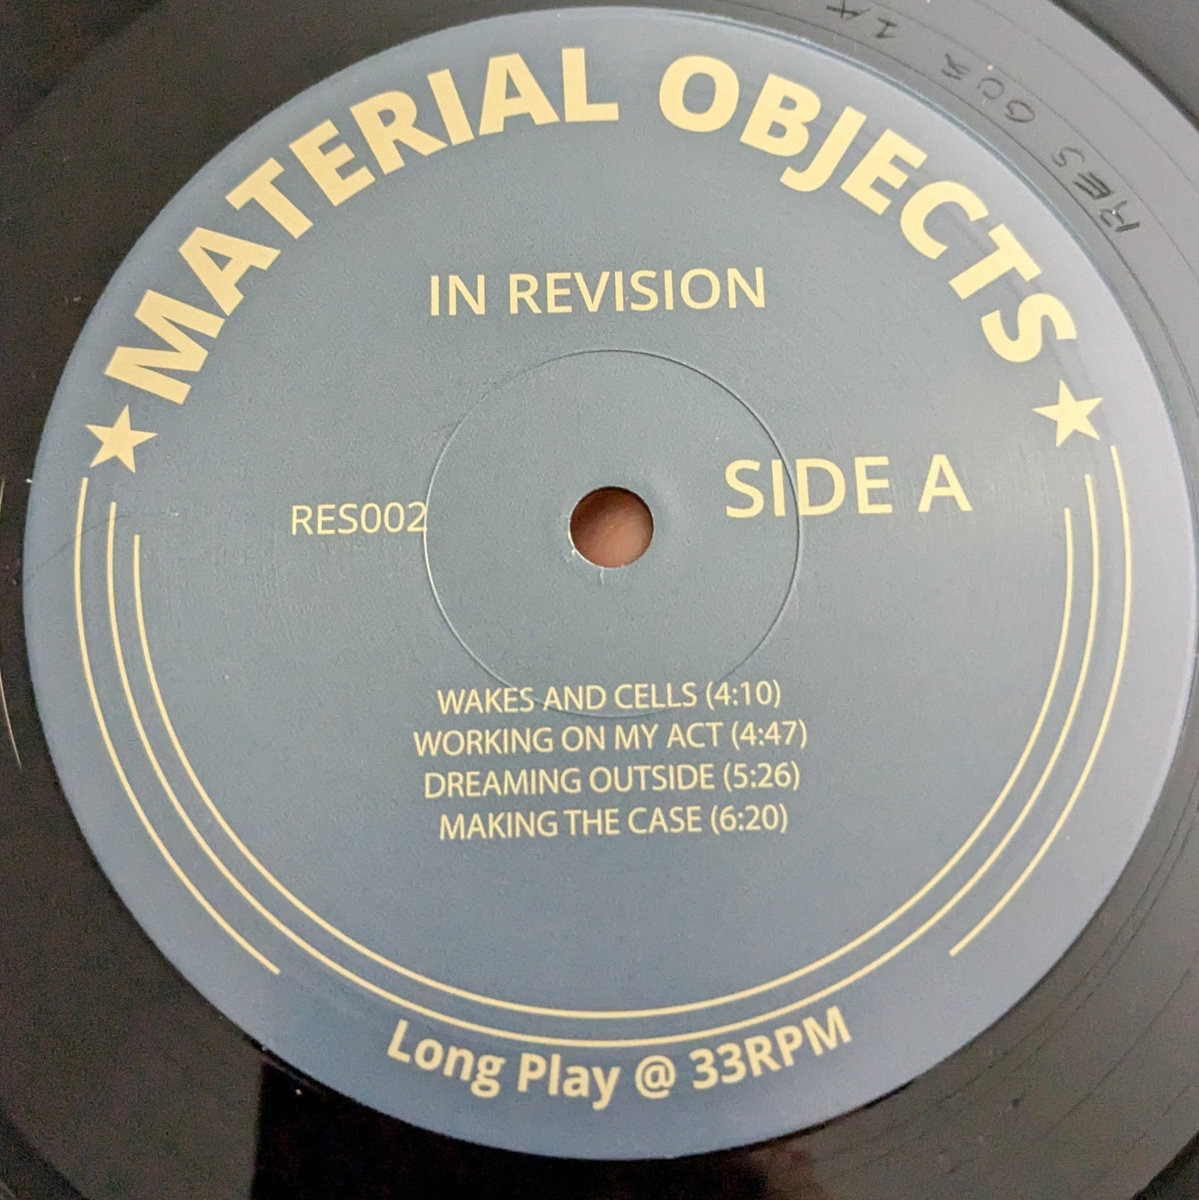 MATERIAL OBJECTS
IN REVISION
RES002
SIDE A
WAKES AND CELLS (4:10)
WORKING ON MY ACT (4:47)
DREAMING OUTSIDE (5:26)
MAKING THE CASE (6:20)
Long Play @ 33RPM
RES